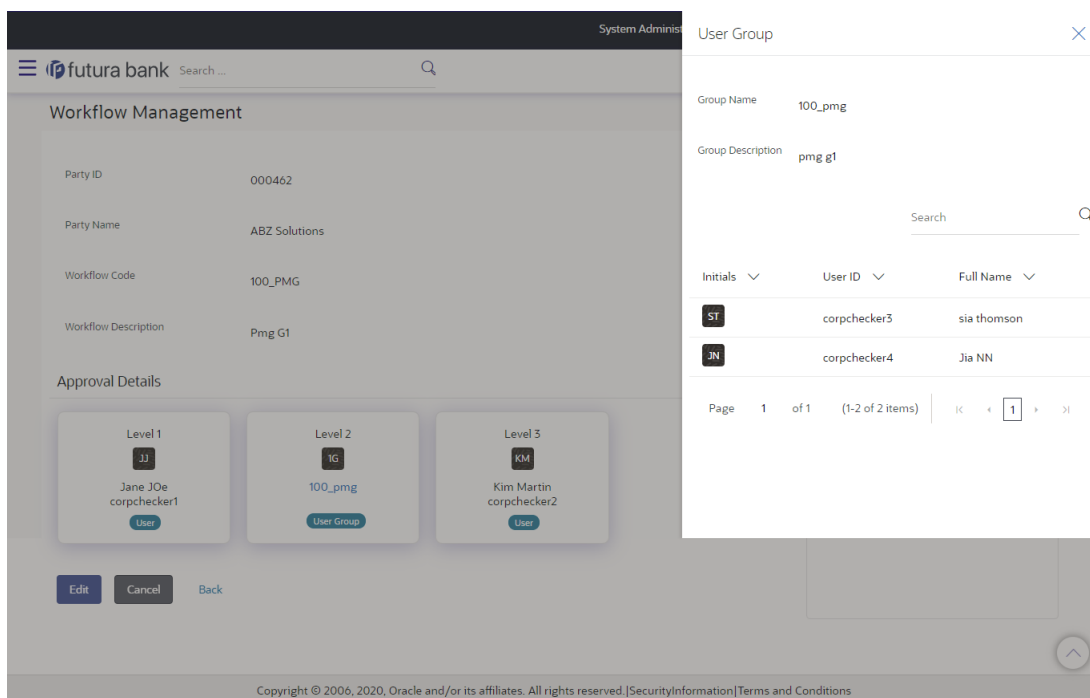 System Administ
futura bank Search ...
Workflow Management
Party ID 000462
Party Name ABZ Solutions
Workflow Code 100_PMG
Workflow Description Pmg G1
Approval Details
Level 1
JJ
Jane JOe
corpchecker1
User
Level 2
1G
100_pmg
User Group
Level 3
KM
Kim Martin
corpchecker2
User
Edit Cancel Back
Copyright © 2006, 2020, Oracle and/or its affiliates. All rights reserved.|SecurityInformation|Terms and Conditions
User Group
Group Name 100_pmg
Group Description pmg g1
Search
Initials User ID Full Name
ST corpchecker3 sia thomson
JN corpchecker4 Jia NN
Page 1 of 1 (1-2 of 2 items) 1